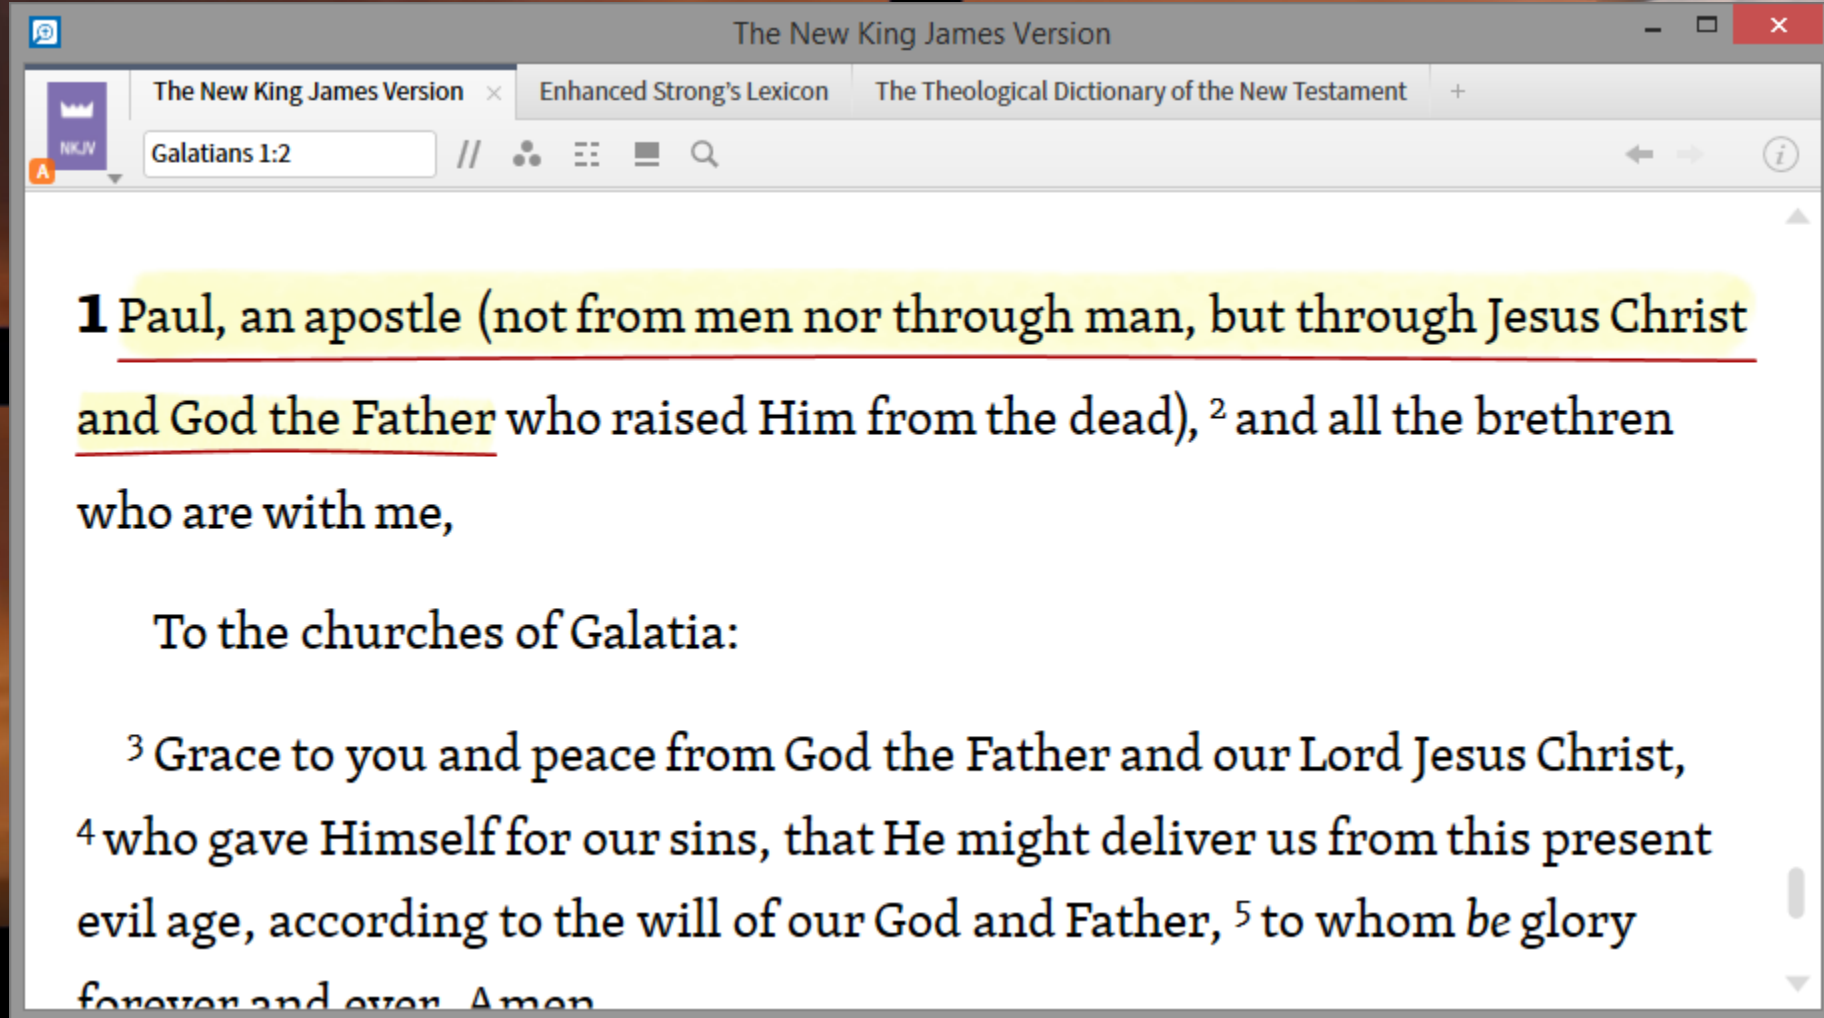 The New King James Version
The New King James Version Enhanced Strong's Lexicon The Theological Dictionary of the New Testament
NKJV
A
Galatians 1:2
1 Paul, an apostle (not from men nor through man, but through Jesus Christ
and God the Father who raised Him from the dead), 2 and all the brethren
who are with me,
To the churches of Galatia:
3 Grace to you and peace from God the Father and our Lord Jesus Christ,
4 who gave Himself for our sins, that He might deliver us from this present
evil age, according to the will of our God and Father, 5 to whom be glory
forever and ever. Amen.